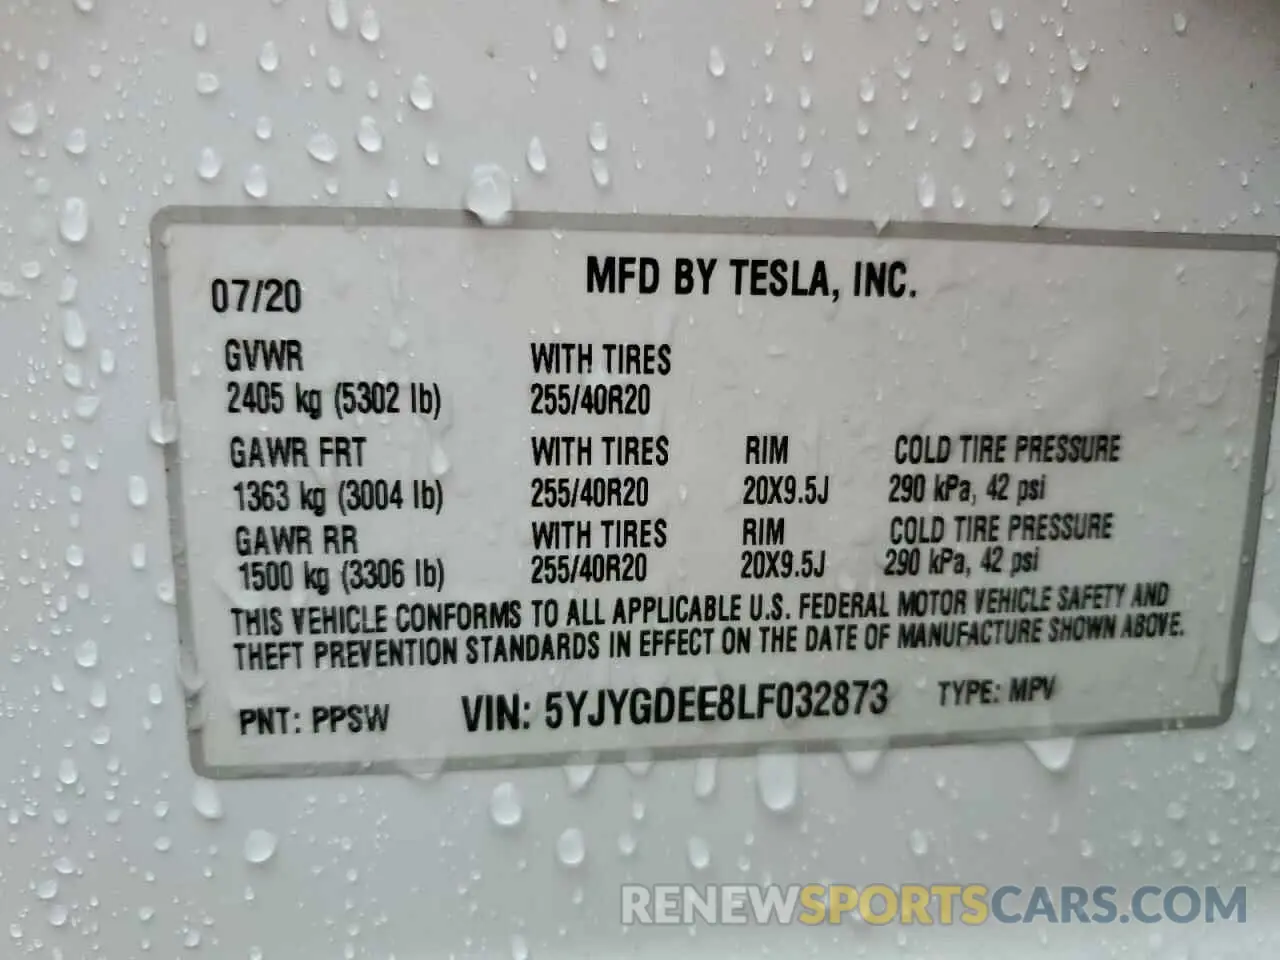 07/20 MFD BY TESLA, INC.
GVWR WITH TIRES
2405 kg (5302 lb) 255/40R20
GAWR FRT WITH TIRES RIM COLD TIRE PRESSURE
1363 kg (3004 lb) 255/40R20 20X9.5J 290 kPa, 42 psi
GAWR RR WITH TIRES RIM COLD TIRE PRESSURE
1500 kg (3306 lb) 255/40R20 20X9.5J 290 kPa, 42 psi
THIS VEHICLE CONFORMS TO ALL APPLICABLE U.S. FEDERAL MOTOR VEHICLE SAFETY AND
THEFT PREVENTION STANDARDS IN EFFECT ON THE DATE OF MANUFACTURE SHOWN ABOVE.
PNT: PPSW VIN: 5YJYGDEE8LF032873 TYPE: MPV
RENEWSPORTSCARS.COM